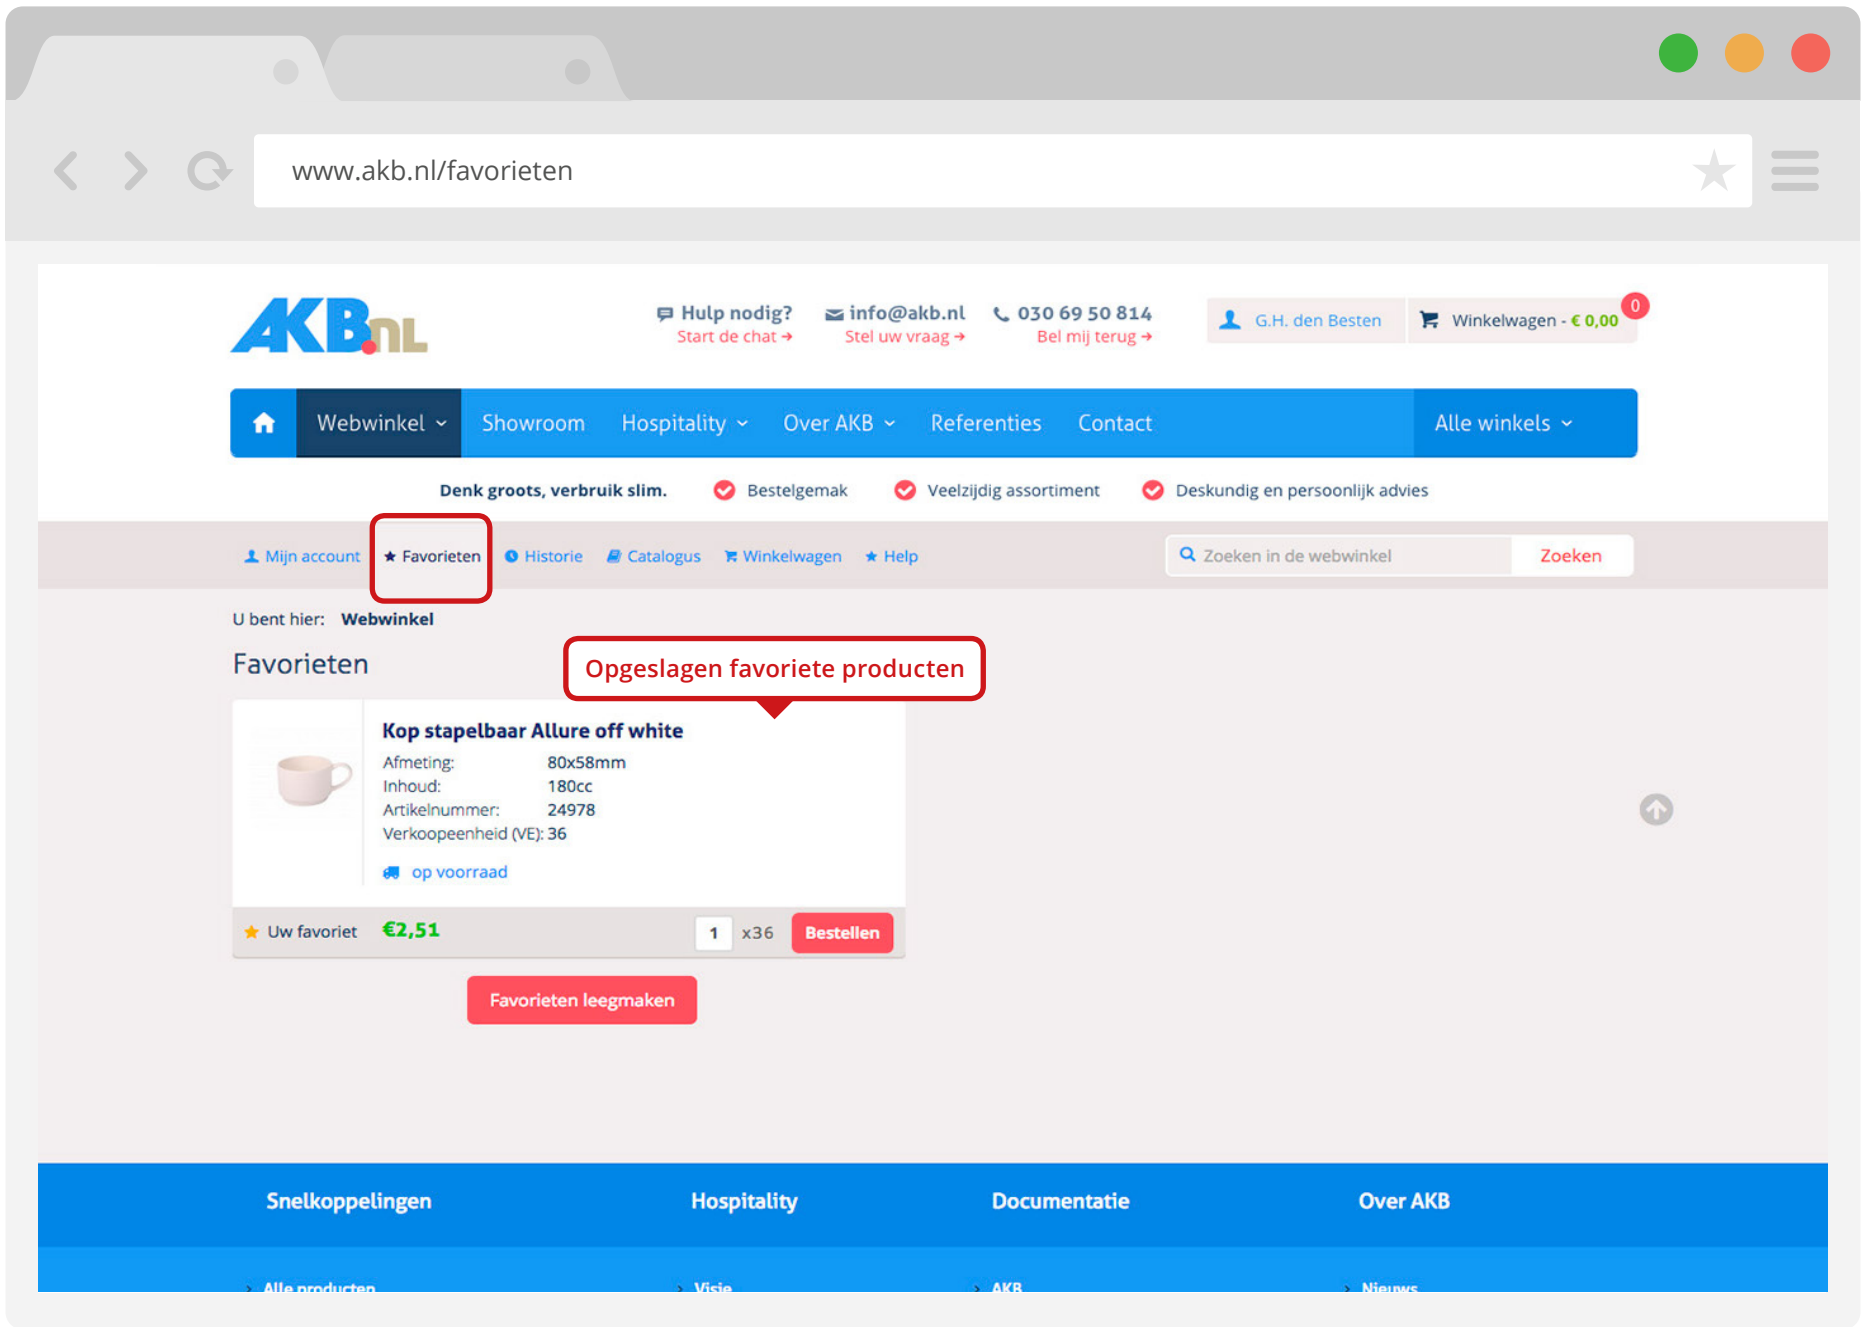 www.akb.nl/favorieten
AKB.nL
Hulp nodig?
Start de chat →
info@akb.nl
Stel uw vraag →
030 69 50 814
Bel mij terug →
G.H. den Besten
Winkelwagen - € 0,00
0
Webwinkel
Showroom
Hospitality
Over AKB
Referenties
Contact
Alle winkels
Denk groots, verbruik slim.
Bestelgemak
Veelzijdig assortiment
Deskundig en persoonlijk advies
Mijn account
Favorieten
Historie
Catalogus
Winkelwagen
Help
Zoeken in de webwinkel
Zoeken
U bent hier: Webwinkel
Favorieten
Opgeslagen favoriete producten
Kop stapelbaar Allure off white
Afmeting: 80x58mm
Inhoud: 180cc
Artikelnummer: 24978
Verkoopeenheid (VE): 36
op voorraad
Uw favoriet €2,51
1 x36 Bestellen
Favorieten leegmaken
Snelkoppelingen
Hospitality
Documentatie
Over AKB
Alle producten
Visie
AKB
Nieuws